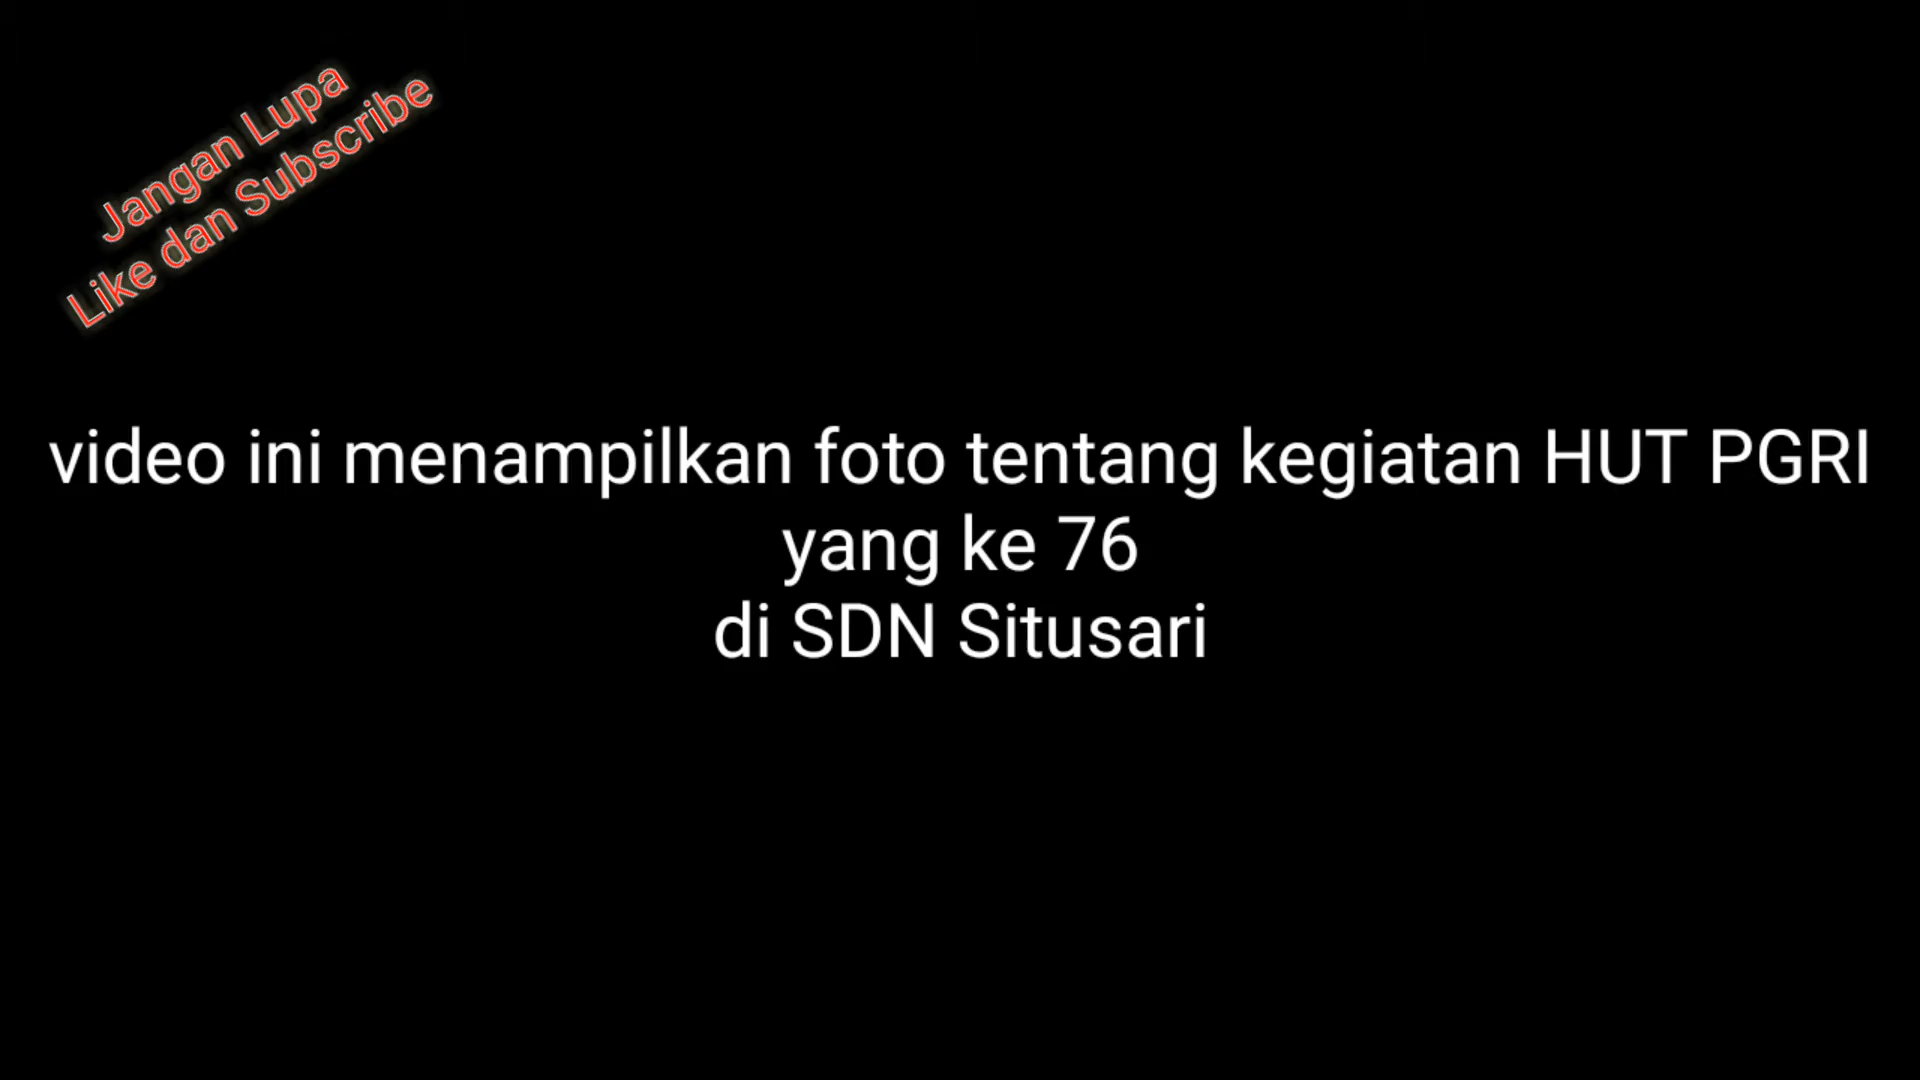 Jangan Lupa
Like dan Subscribe
video ini menampilkan foto tentang kegiatan HUT PGRI
yang ke 76
di SDN Situsari